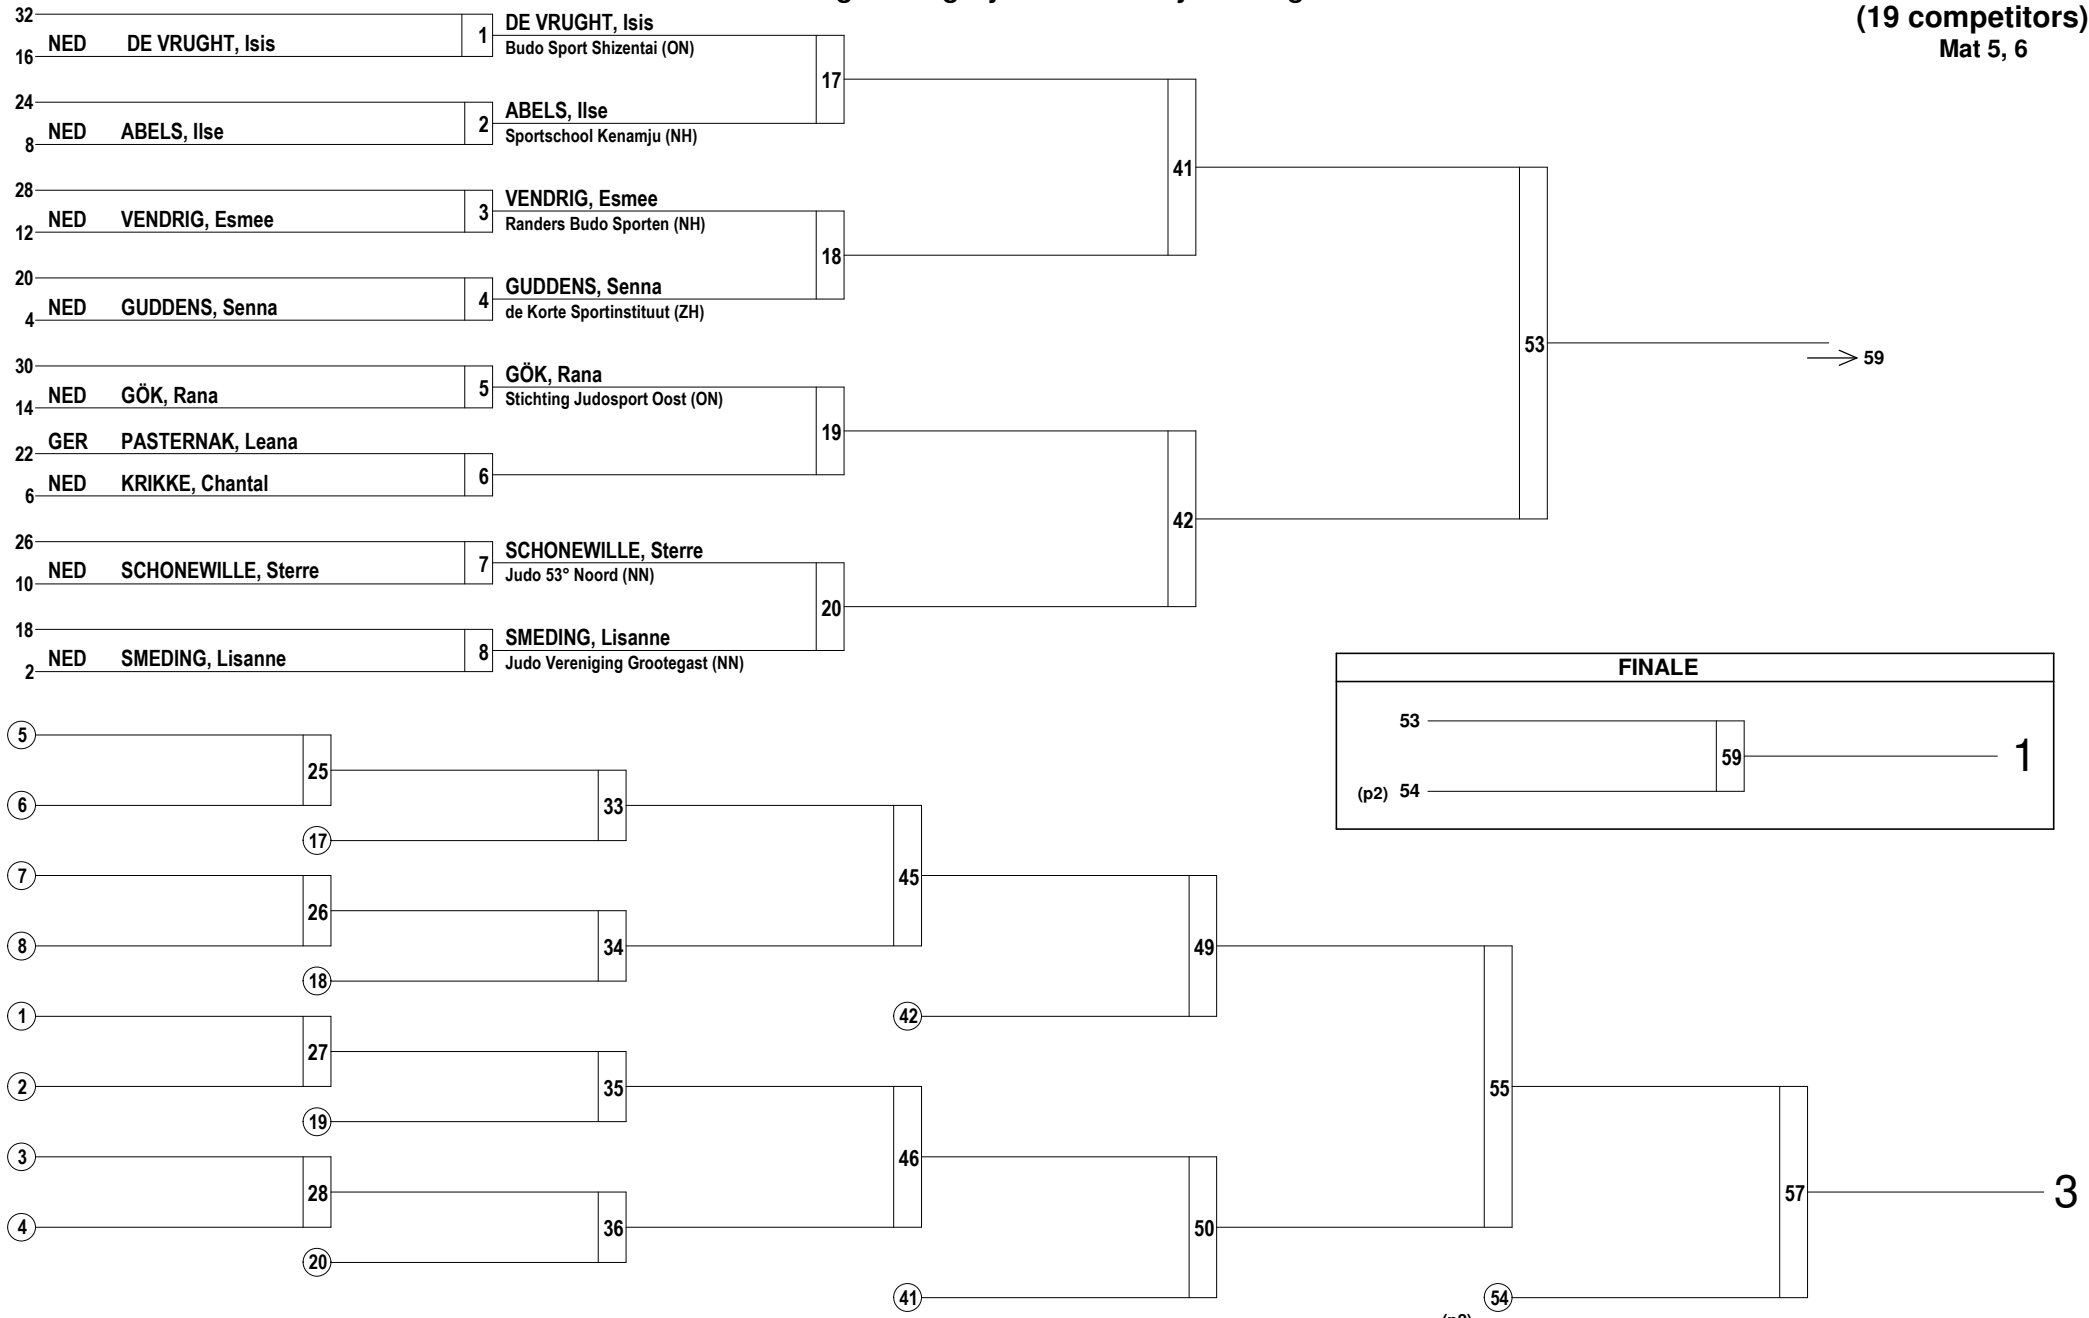 (19 competitors)
Mat 5, 6
32
NED DE VRUGHT, Isis
16
1
DE VRUGHT, Isis
Budo Sport Shizentai (ON)
17
24
NED ABELS, Ilse
8
2
ABELS, Ilse
Sportschool Kenamju (NH)
41
28
NED VENDRIG, Esmee
12
3
VENDRIG, Esmee
Randers Budo Sporten (NH)
18
20
NED GUDDENS, Senna
4
4
GUDDENS, Senna
de Korte Sportinstituut (ZH)
53
59
30
NED GÖK, Rana
14
5
GÖK, Rana
Stichting Judosport Oost (ON)
19
GER PASTERNAK, Leana
22
NED KRIKKE, Chantal
6
6
42
26
NED SCHONEWILLE, Sterre
10
7
SCHONEWILLE, Sterre
Judo 53° Noord (NN)
20
18
NED SMEDING, Lisanne
2
8
SMEDING, Lisanne
Judo Vereniging Grootegast (NN)
FINALE
53
59
1
(p2) 54
5
25
6
33
17
7
45
26
8
34
49
18
1
42
27
2
35
55
19
3
46
28
57
3
4
36
50
20
41
54